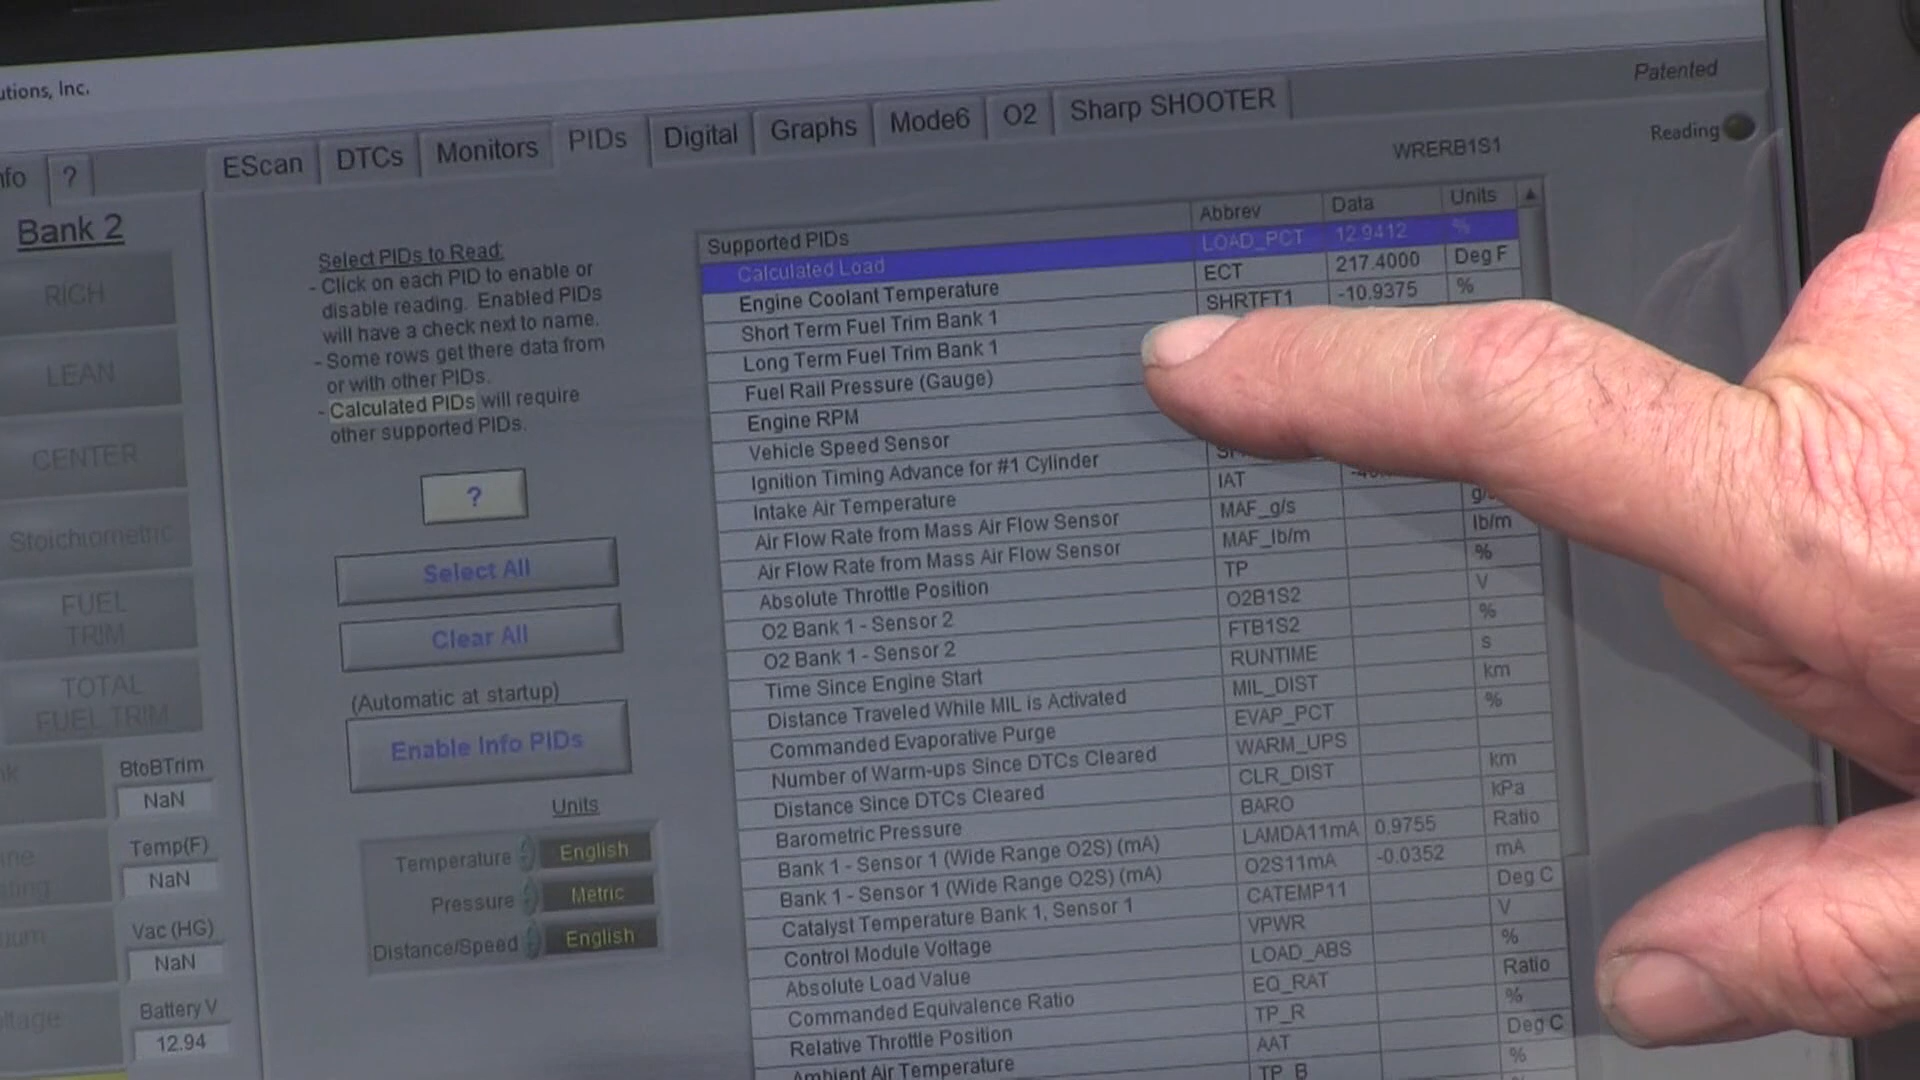 utions, Inc.
Patented
Reading
nfo
?
EScan
DTCs
Monitors
PIDs
Digital
Graphs
Mode6
O2
Sharp SHOOTER
WRERB1S1
Bank 2
RICH
LEAN
CENTER
Stoichiometric
FUEL
TRIM
TOTAL
FUEL TRIM
BtoBTrim
NaN
Temp(F)
NaN
Vac (HG)
NaN
Battery V
12.94
Select PIDs to Read:
- Click on each PID to enable or
disable reading. Enabled PIDs
will have a check next to name.
- Some rows get there data from
or with other PIDs.
- Calculated PIDs will require
other supported PIDs.
?
Select All
Clear All
(Automatic at startup)
Enable Info PIDs
Units
Temperature English
Pressure Metric
Distance/Speed English
Supported PIDs Abbrev Data Units
Calculated Load LOAD_PCT 12.9412 %
Engine Coolant Temperature ECT 217.4000 Deg F
Short Term Fuel Trim Bank 1 SHRTFT1 -10.9375 %
Long Term Fuel Trim Bank 1
Fuel Rail Pressure (Gauge)
Engine RPM
Vehicle Speed Sensor
Ignition Timing Advance for #1 Cylinder
Intake Air Temperature IAT
Air Flow Rate from Mass Air Flow Sensor MAF_g/s g/s
Air Flow Rate from Mass Air Flow Sensor MAF_lb/m lb/m
Absolute Throttle Position TP %
O2 Bank 1 - Sensor 2 O2B1S2 V
O2 Bank 1 - Sensor 2 FTB1S2 %
Time Since Engine Start RUNTIME s
Distance Traveled While MIL is Activated MIL_DIST km
Commanded Evaporative Purge EVAP_PCT %
Number of Warm-ups Since DTCs Cleared WARM_UPS
Distance Since DTCs Cleared CLR_DIST km
Barometric Pressure BARO kPa
Bank 1 - Sensor 1 (Wide Range O2S) (mA) LAMDA11mA 0.9755 Ratio
Bank 1 - Sensor 1 (Wide Range O2S) (mA) O2S11mA -0.0352 mA
Catalyst Temperature Bank 1, Sensor 1 CATEMP11 Deg C
Control Module Voltage VPWR V
Absolute Load Value LOAD_ABS %
Commanded Equivalence Ratio EQ_RAT Ratio
Relative Throttle Position TP_R %
Ambient Air Temperature AAT Deg C
TP_B %